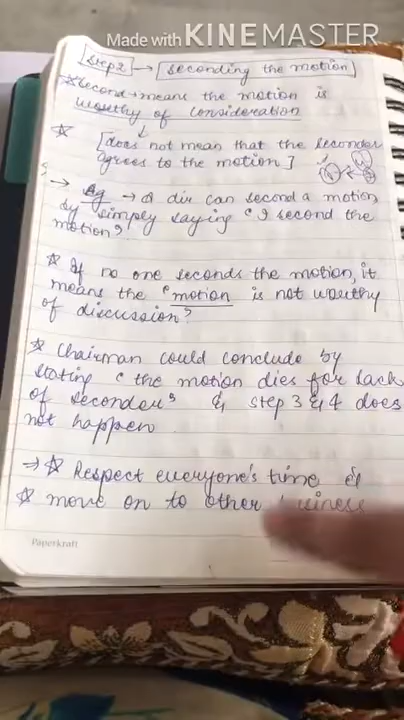 Made with KINEMASTER
Step 2 → Seconding the motion
* Second → means the motion is
worthy of consideration
* [does not mean that the seconder
agrees to the motion]
→ Eg → a dir can second a motion
by simply saying "I second the
motion"
* If no one seconds the motion, it
means the "motion is not worthy
of discussion"
* Chairman could conclude by
stating "the motion dies for lack
of seconder" & step 3 & 4 does
not happen
→ * Respect everyone's time &
* move on to other business
Paperkraft